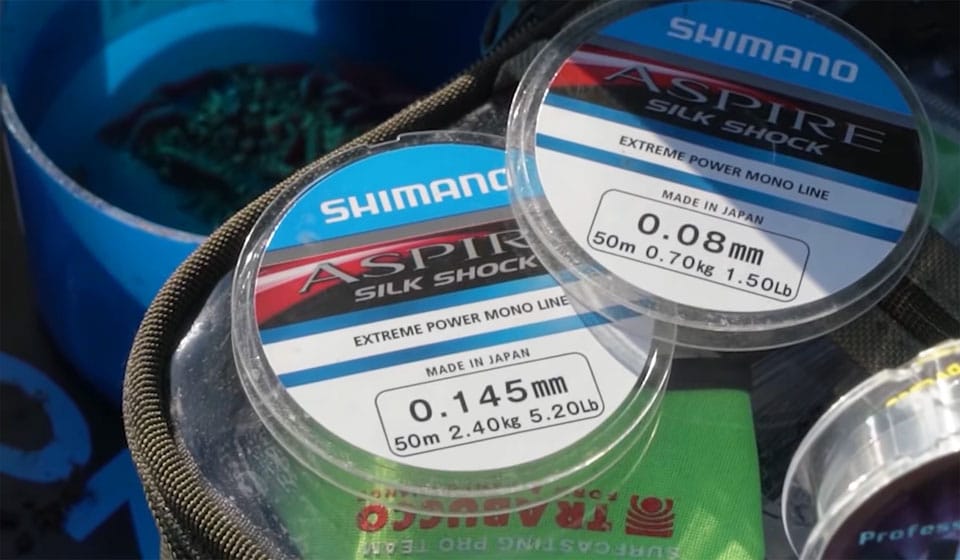 SHIMANO
ASPIRE
SILK SHOCK
EXTREME POWER MONO LINE
MADE IN JAPAN
0.08mm
50m 0.70kg 1.50Lb
SHIMANO
ASPIRE
SILK SHOCK
EXTREME POWER MONO LINE
MADE IN JAPAN
0.145mm
50m 2.40kg 5.20Lb
TRABUCCO
SURFCASTING PRO TEAM
Profess